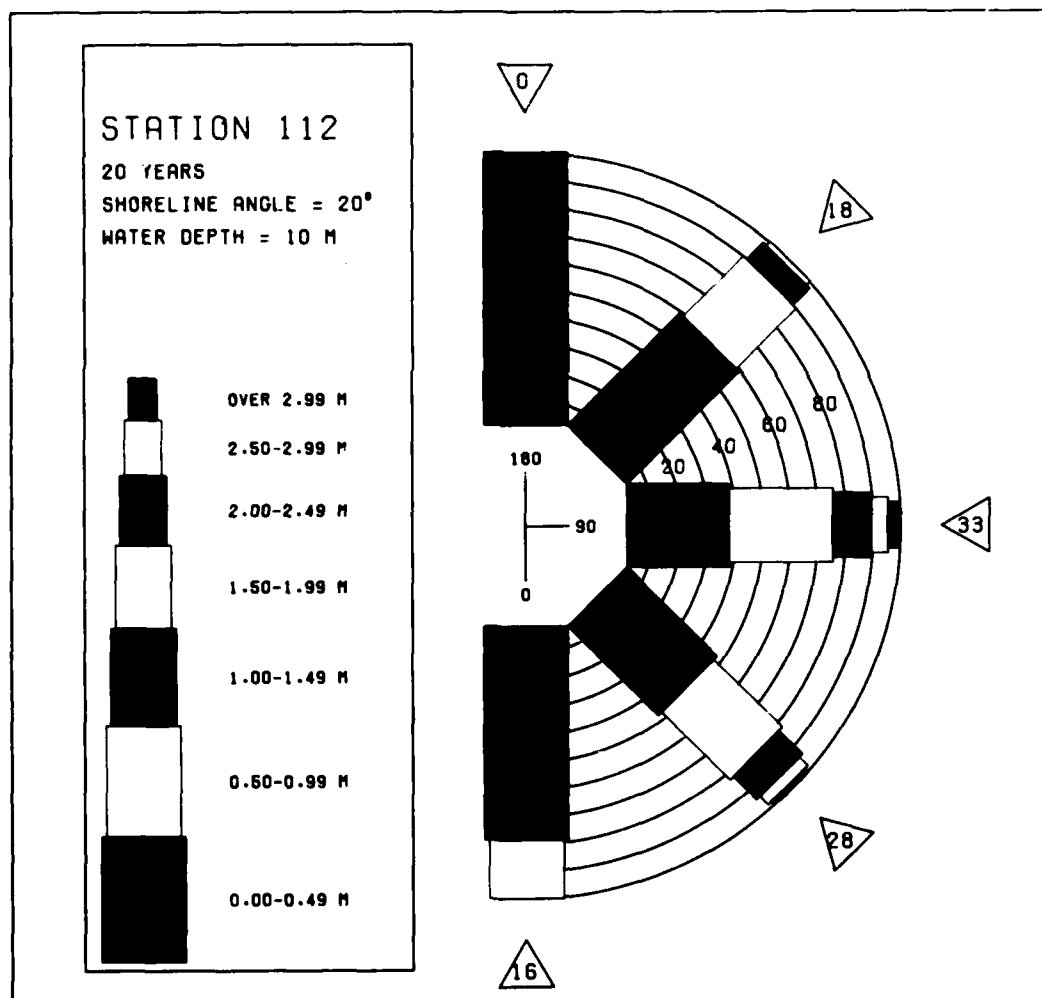 STATION 112
20 YEARS
SHORELINE ANGLE = 20°
WATER DEPTH = 10 M
OVER 2.99 M
2.50-2.99 M
2.00-2.49 M
1.50-1.99 M
1.00-1.49 M
0.50-0.99 M
0.00-0.49 M
0
18
80
60
40
20
180
90
0
33
28
16